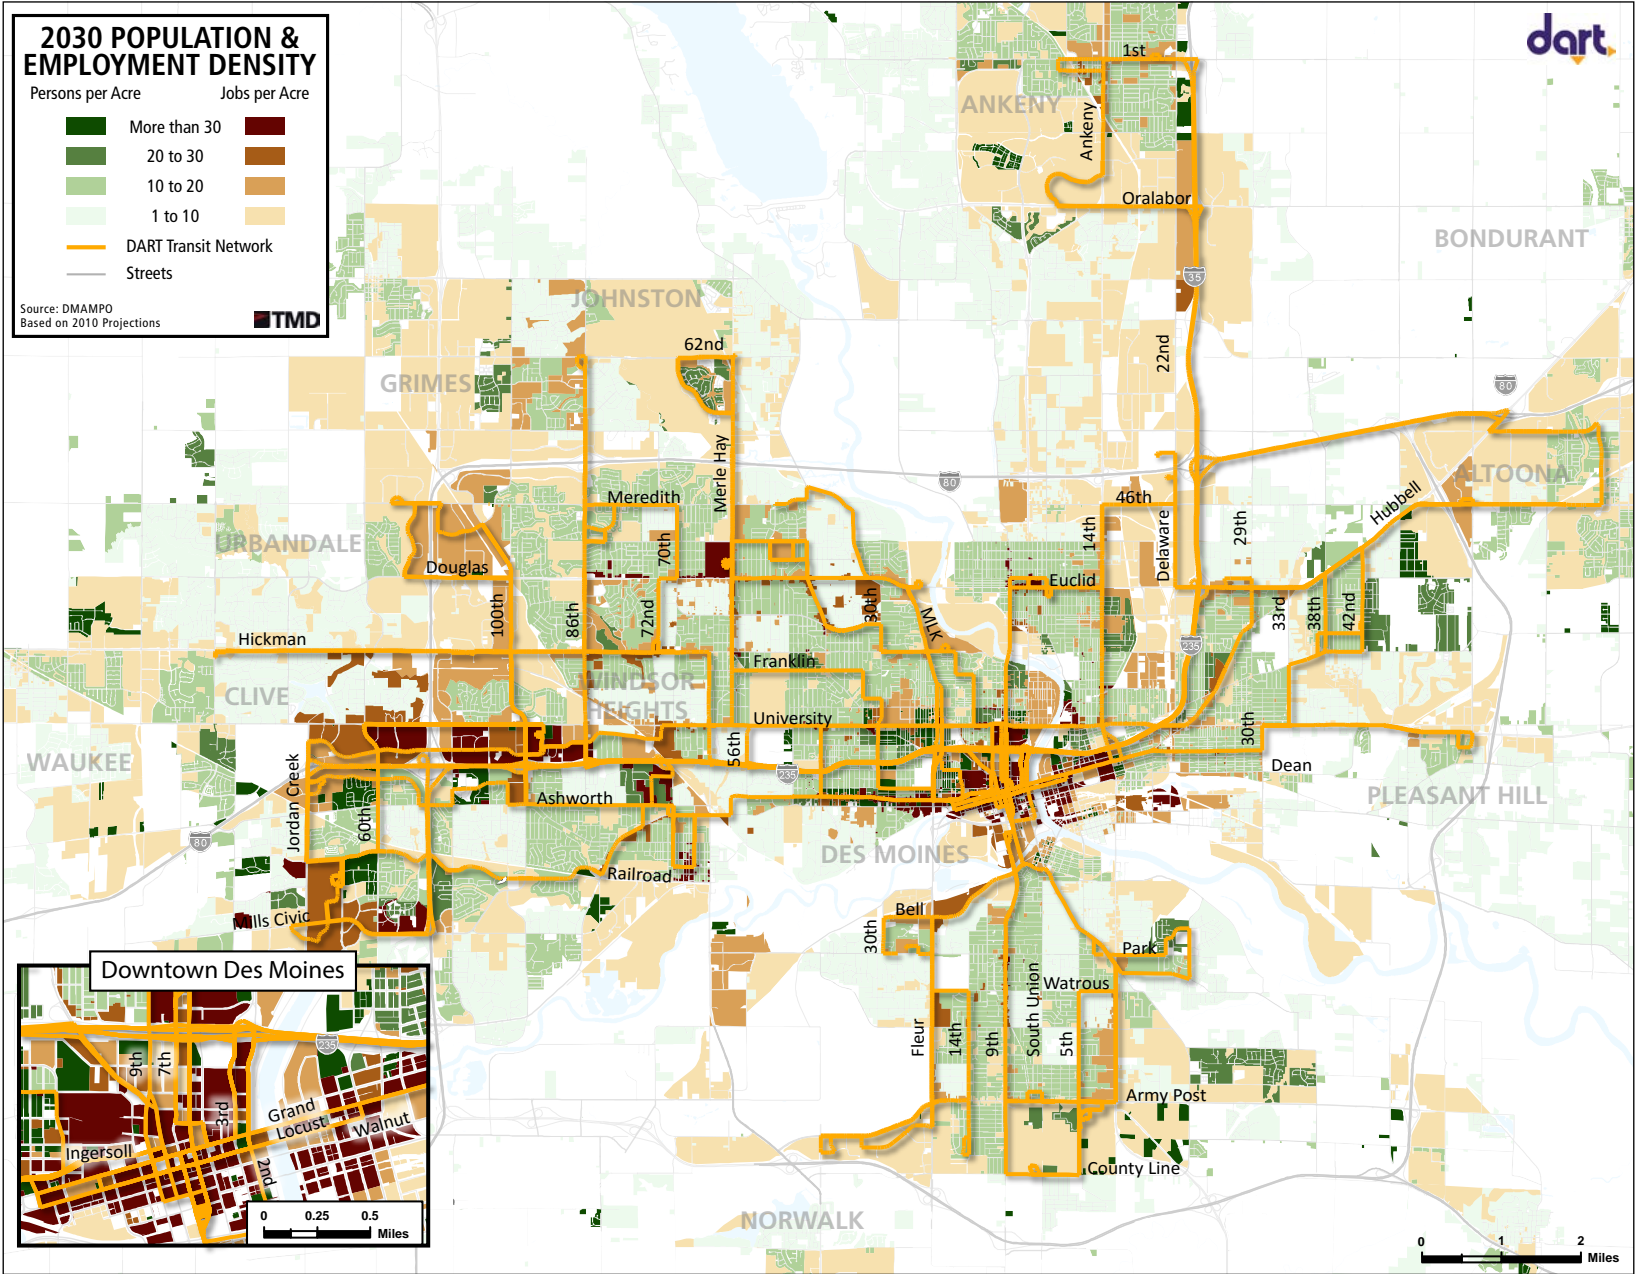 2030 POPULATION &
EMPLOYMENT DENSITY
Persons per Acre Jobs per Acre
More than 30
20 to 30
10 to 20
1 to 10
DART Transit Network
Streets
Source: DMAMPO
Based on 2010 Projections
TMD
dart
1st
ANKENY
Ankeny
Oralabor
BONDURANT
35
JOHNSTON
62nd
22nd
GRIMES
80
Merle Hay
ALTOONA
80
Meredith
46th
Hubbell
URBANDALE
70th
14th
Delaware
29th
Douglas
Euclid
100th
86th
72nd
30th
MLK
33rd
38th
42nd
Hickman
235
Franklin
CLIVE
WINDSOR
HEIGHTS
University
30th
WAUKEE
56th
Dean
235
Jordan Creek
60th
Ashworth
PLEASANT HILL
80
DES MOINES
Railroad
Mills Civic
Bell
30th
Park
Watrous
Fleur
14th
9th
South Union
5th
Army Post
County Line
NORWALK
Downtown Des Moines
235
9th
7th
3rd
Grand
Locust
Walnut
Ingersoll
2nd
0 0.25 0.5
Miles
0 1 2
Miles